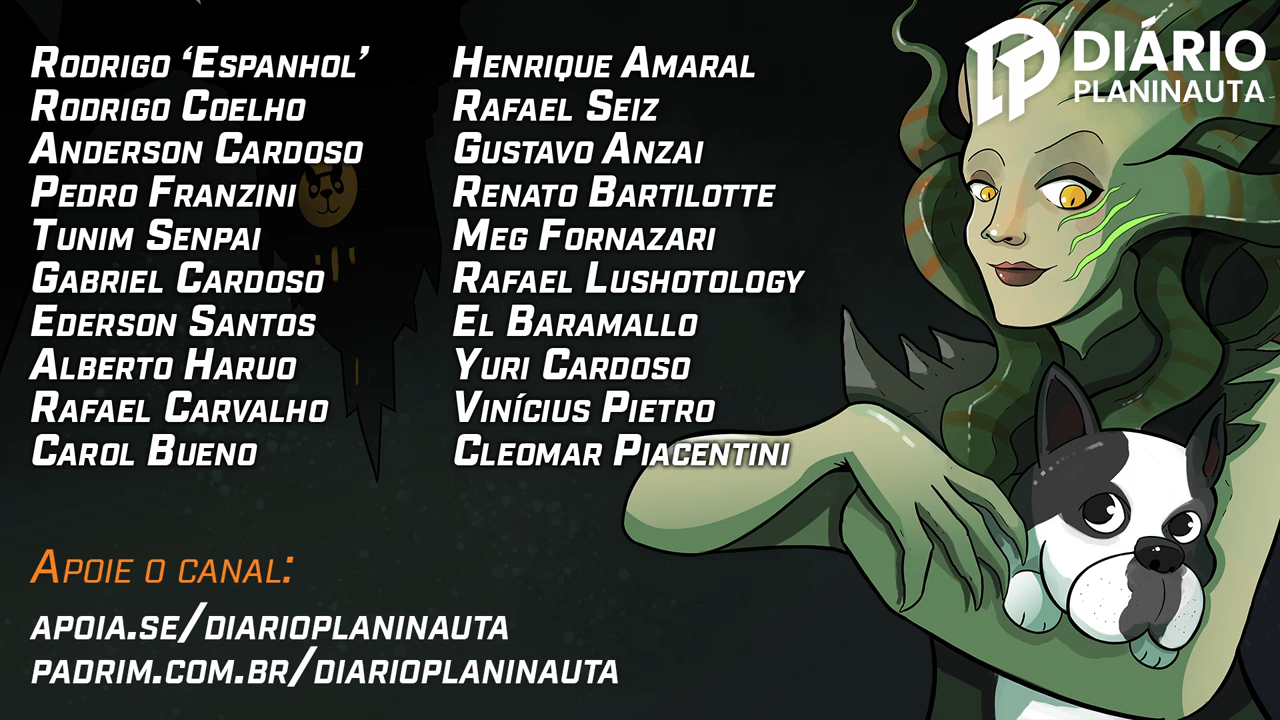 Rodrigo ‘Espanhol’
Rodrigo Coelho
Anderson Cardoso
Pedro Franzini
Tunim Senpai
Gabriel Cardoso
Ederson Santos
Alberto Haruo
Rafael Carvalho
Carol Bueno
Henrique Amaral
Rafael Seiz
Gustavo Anzai
Renato Bartilotte
Meg Fornazari
Rafael Lushotology
El Baramallo
Yuri Cardoso
Vinícius Pietro
Cleomar Piacentini
DIÁRIO
PLANINAUTA
Apoie o canal:
apoia.se/diarioplaninauta
padrim.com.br/diarioplaninauta